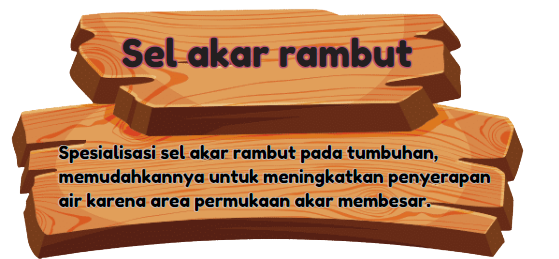 Sel akar rambut
Spesialisasi sel akar rambut pada tumbuhan,
memudahkannya untuk meningkatkan penyerapan
air karena area permukaan akar membesar.